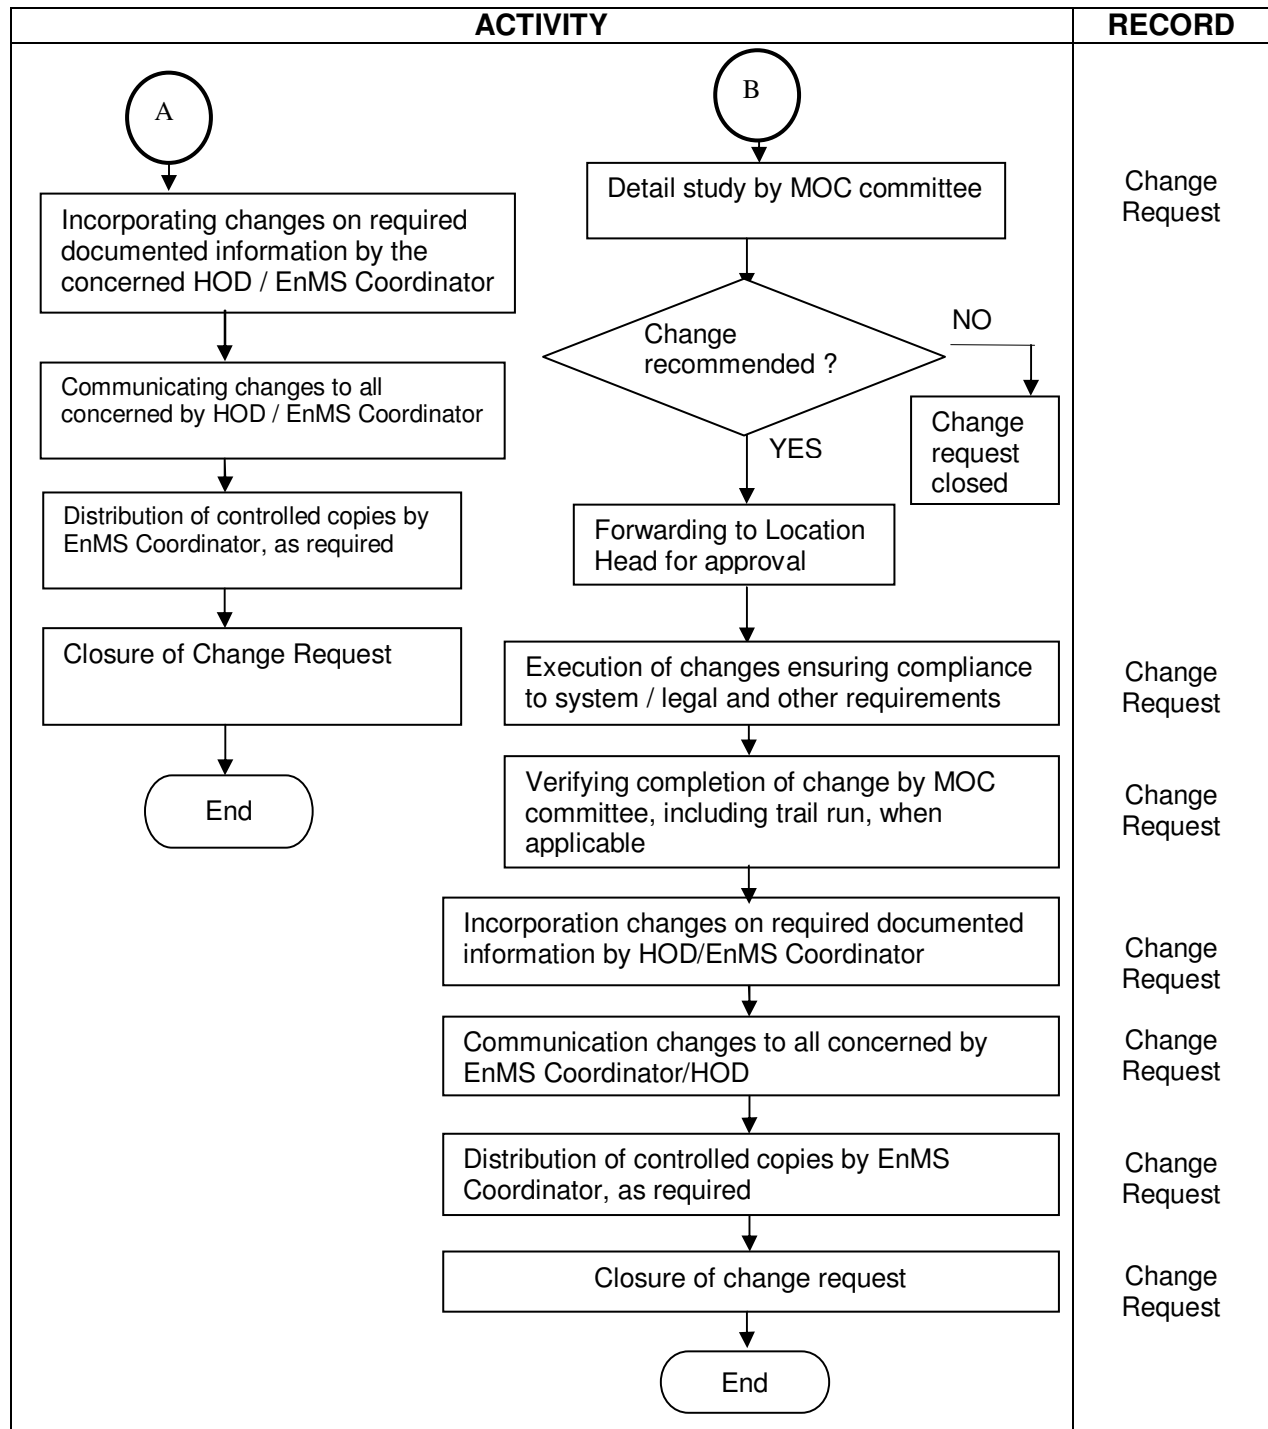 ACTIVITY
RECORD
A
Incorporating changes on required
documented information by the
concerned HOD / EnMS Coordinator
Communicating changes to all
concerned by HOD / EnMS Coordinator
Distribution of controlled copies by
EnMS Coordinator, as required
Closure of Change Request
End
B
Detail study by MOC committee
Change
recommended ?
NO
Change
request
closed
YES
Forwarding to Location
Head for approval
Execution of changes ensuring compliance
to system / legal and other requirements
Verifying completion of change by MOC
committee, including trail run, when
applicable
Incorporation changes on required documented
information by HOD/EnMS Coordinator
Communication changes to all concerned by
EnMS Coordinator/HOD
Distribution of controlled copies by EnMS
Coordinator, as required
Closure of change request
End
Change
Request
Change
Request
Change
Request
Change
Request
Change
Request
Change
Request
Change
Request